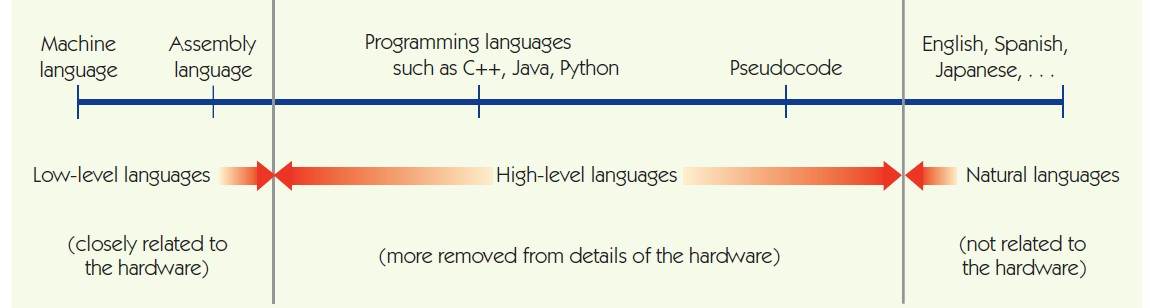 Machine
language
Assembly
language
Programming languages
such as C++, Java, Python
Pseudocode
English, Spanish,
Japanese, . . .
Low-level languages
High-level languages
Natural languages
(closely related to
the hardware)
(more removed from details of the hardware)
(not related to
the hardware)